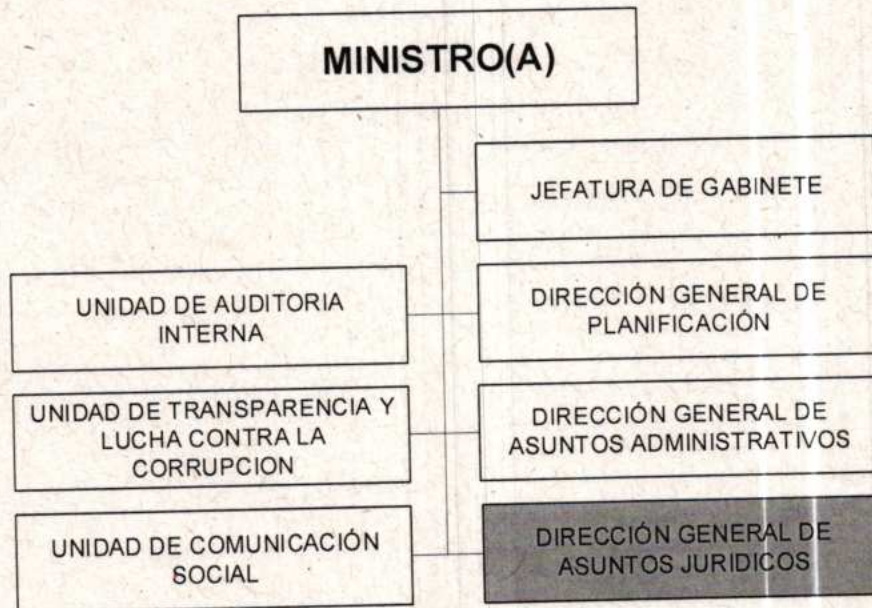 MINISTRO(A)
JEFATURA DE GABINETE
UNIDAD DE AUDITORIA
INTERNA
DIRECCIÓN GENERAL DE
PLANIFICACIÓN
UNIDAD DE TRANSPARENCIA Y
LUCHA CONTRA LA
CORRUPCION
DIRECCIÓN GENERAL DE
ASUNTOS ADMINISTRATIVOS
UNIDAD DE COMUNICACIÓN
SOCIAL
DIRECCIÓN GENERAL DE
ASUNTOS JURIDICOS